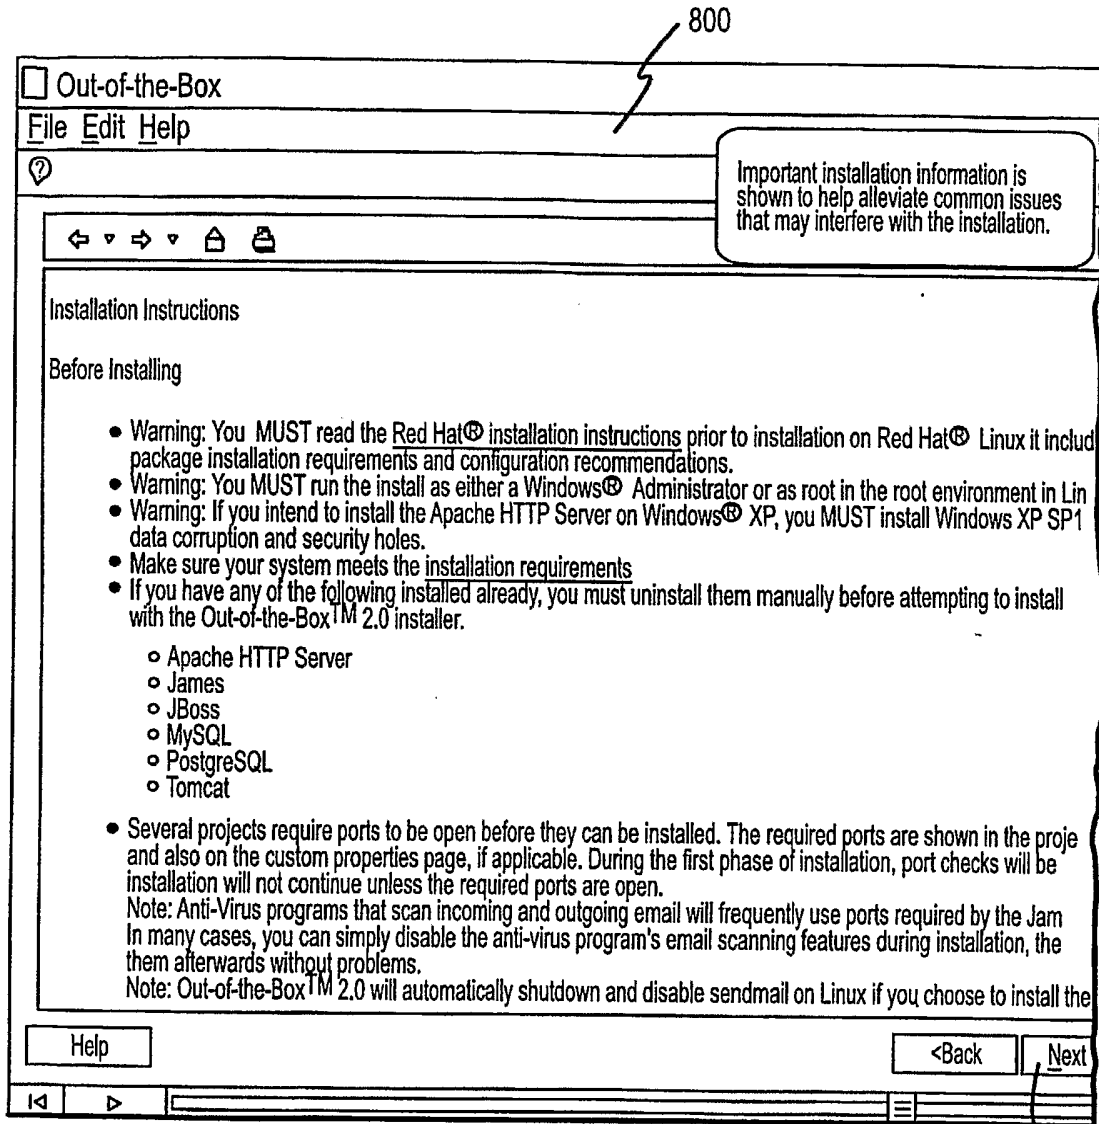 800
Out-of-the-Box
File Edit Help
Important installation information is
shown to help alleviate common issues
that may interfere with the installation.
Installation Instructions
Before Installing
• Warning: You MUST read the Red Hat® installation instructions prior to installation on Red Hat® Linux it includ
package installation requirements and configuration recommendations.
• Warning: You MUST run the install as either a Windows® Administrator or as root in the root environment in Lin
• Warning: If you intend to install the Apache HTTP Server on Windows® XP, you MUST install Windows XP SP1
data corruption and security holes.
• Make sure your system meets the installation requirements
• If you have any of the following installed already, you must uninstall them manually before attempting to install
with the Out-of-the-Box™ 2.0 installer.
o Apache HTTP Server
o James
o JBoss
o MySQL
o PostgreSQL
o Tomcat
• Several projects require ports to be open before they can be installed. The required ports are shown in the proje
and also on the custom properties page, if applicable. During the first phase of installation, port checks will be
installation will not continue unless the required ports are open.
Note: Anti-Virus programs that scan incoming and outgoing email will frequently use ports required by the Jam
In many cases, you can simply disable the anti-virus program's email scanning features during installation, the
them afterwards without problems.
Note: Out-of-the-Box™ 2.0 will automatically shutdown and disable sendmail on Linux if you choose to install the
Help
<Back
Next